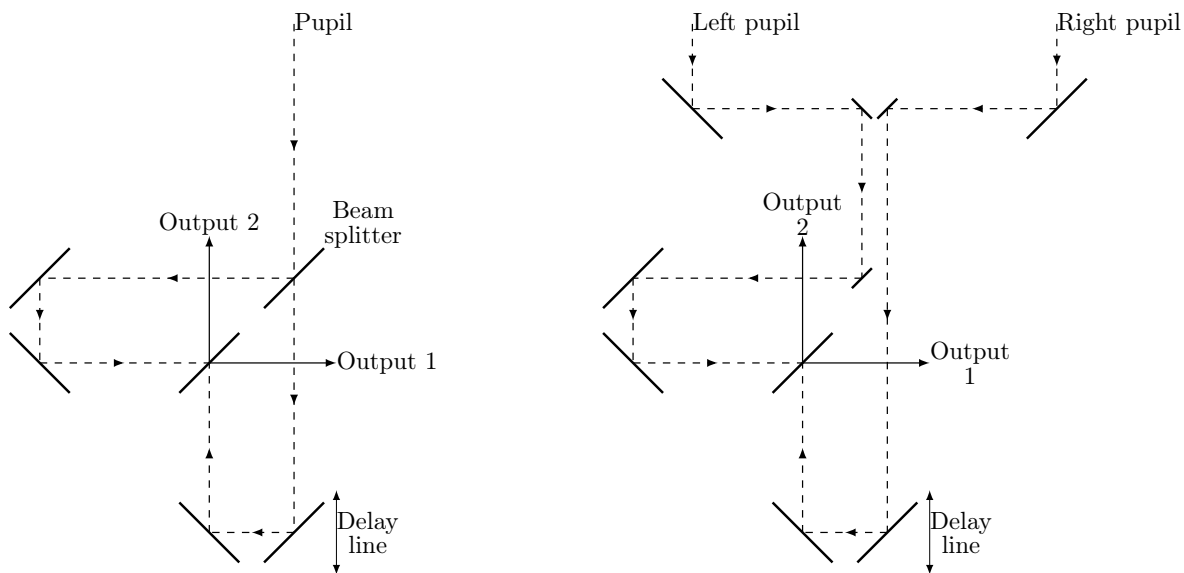 Pupil
Output 2
Beam
splitter
Output 1
Delay
line
Left pupil
Right pupil
Output
2
Output
1
Delay
line